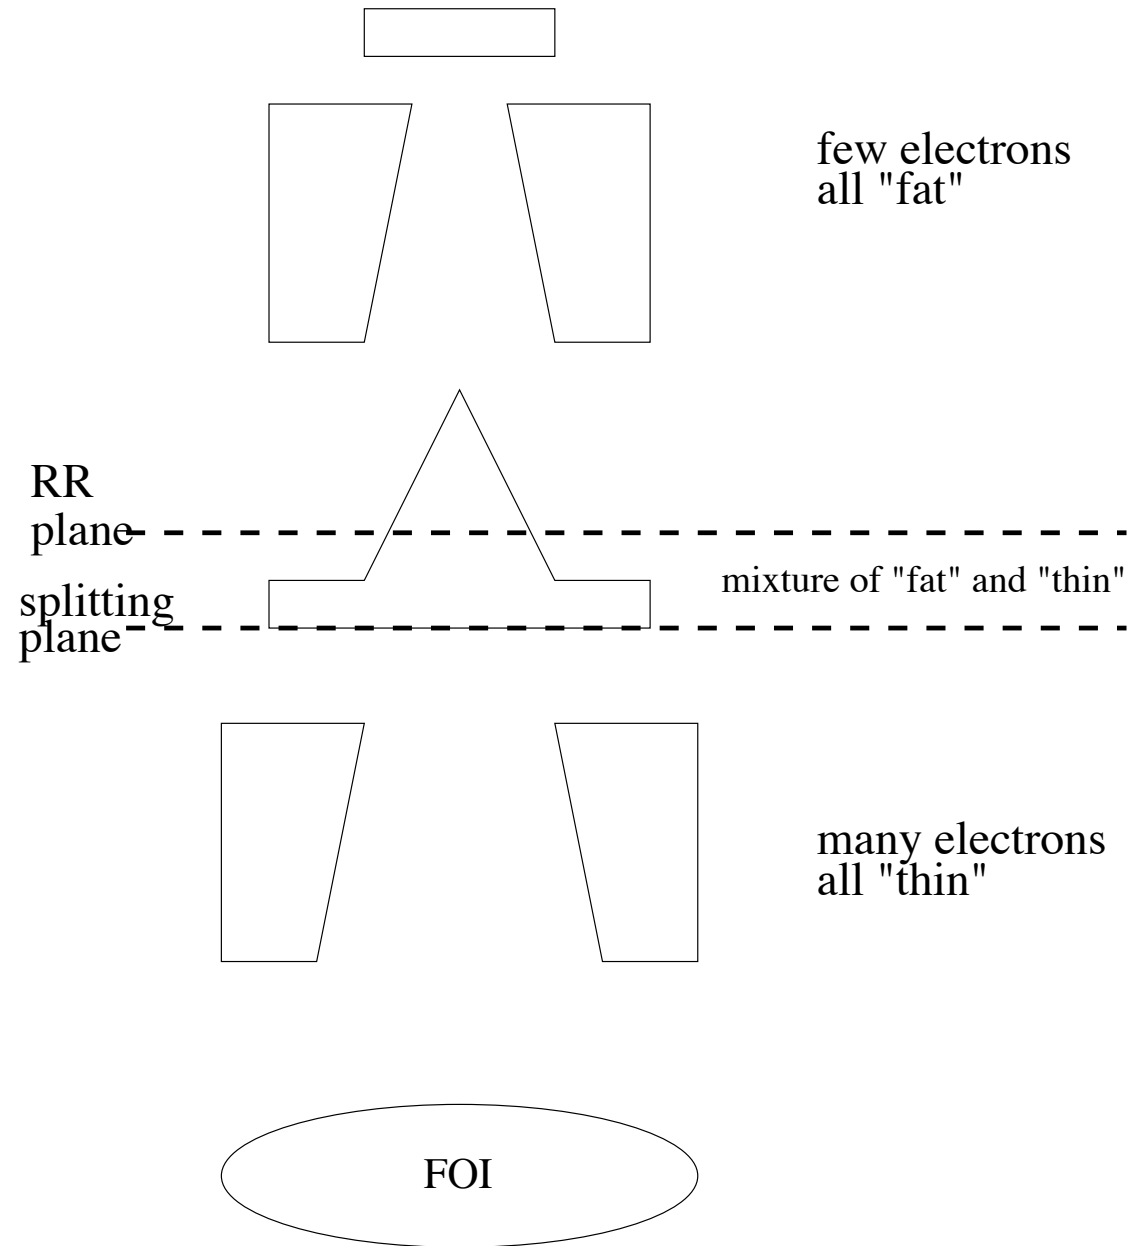 few electrons
all "fat"
RR
plane
mixture of "fat" and "thin"
splitting
plane
many electrons
all "thin"
FOI